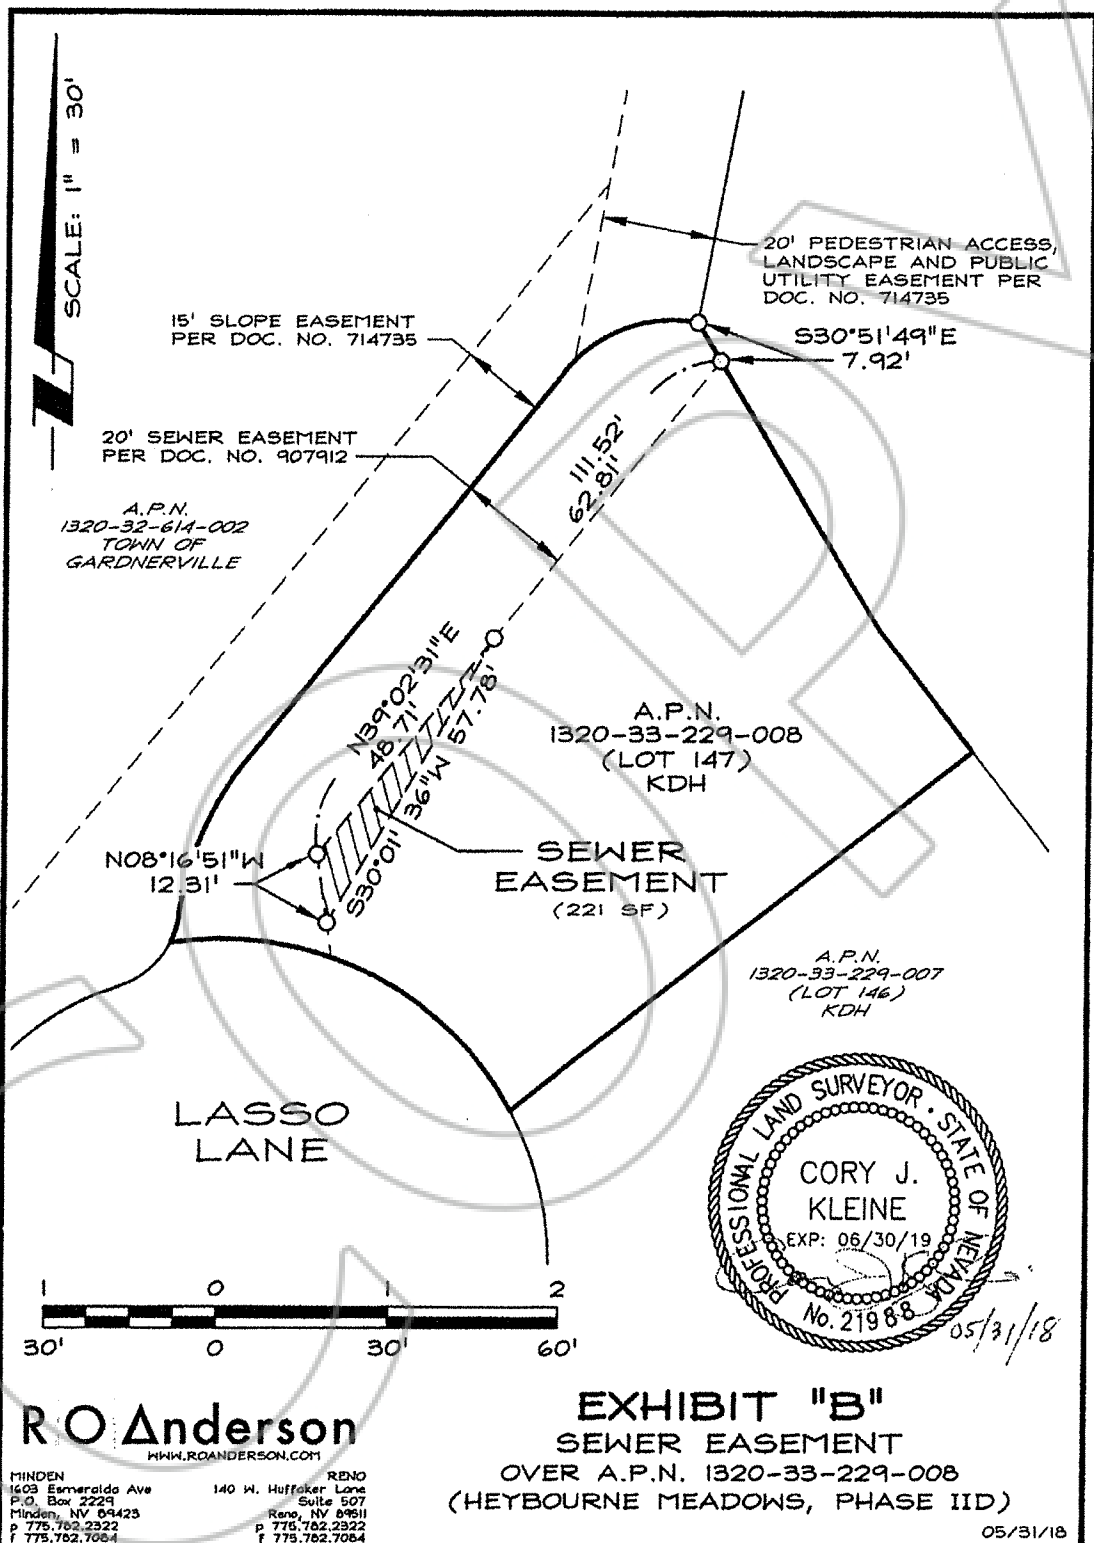 SCALE: 1" = 30'
20' PEDESTRIAN ACCESS,
LANDSCAPE AND PUBLIC
UTILITY EASEMENT PER
DOC. NO. 714735
15' SLOPE EASEMENT
PER DOC. NO. 714735
S30°51'49"E
7.92'
20' SEWER EASEMENT
PER DOC. NO. 907912
111.52'
62.81'
A.P.N.
1320-32-614-002
TOWN OF
GARDNERVILLE
N39°02'31"E
48.71'
S30°01'36"W 57.78'
A.P.N.
1320-33-229-008
(LOT 147)
KDH
N08°16'51"W
12.31'
SEWER
EASEMENT
(221 SF)
A.P.N.
1320-33-229-007
(LOT 146)
KDH
LASSO
LANE
PROFESSIONAL LAND SURVEYOR · STATE OF NEVADA
CORY J.
KLEINE
EXP: 06/30/19
No. 21988
05/31/18
1 0 1 2
30' 0 30' 60'
R O Anderson
WWW.ROANDERSON.COM
MINDEN
1603 Esmeralda Ave
P.O. Box 2229
Minden, NV 89423
p 775.782.2322
f 775.782.7084
RENO
140 W. Huffaker Lane
Suite 507
Reno, NV 89511
p 775.782.2322
f 775.782.7084
EXHIBIT "B"
SEWER EASEMENT
OVER A.P.N. 1320-33-229-008
(HEYBOURNE MEADOWS, PHASE IID)
05/31/18